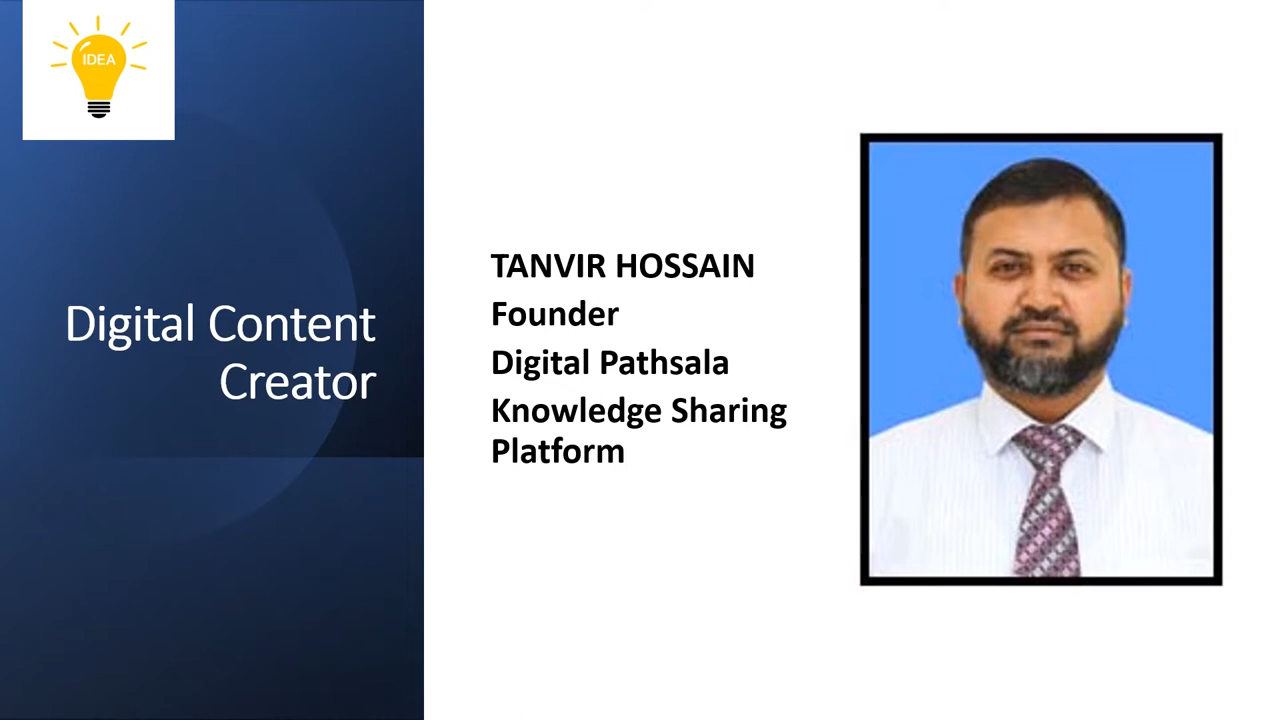 IDEA
Digital Content
Creator
TANVIR HOSSAIN
Founder
Digital Pathsala
Knowledge Sharing
Platform